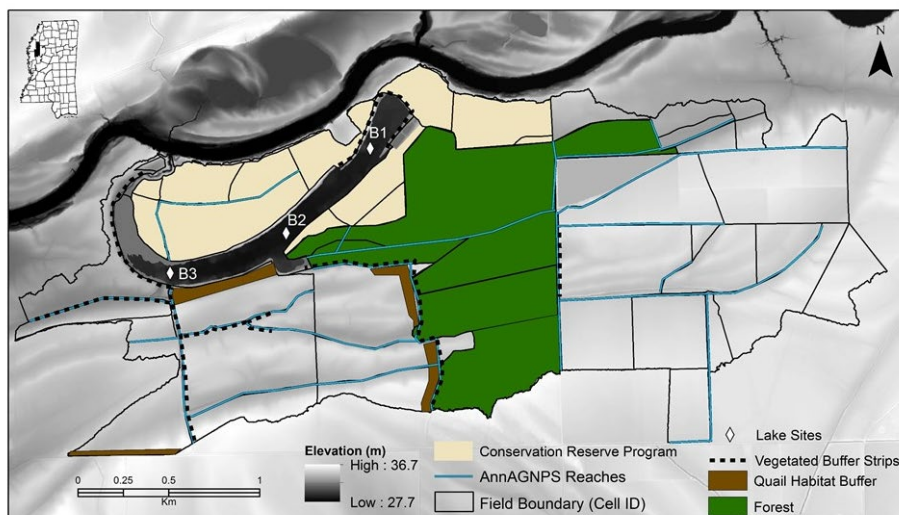 N
B1
B2
B3
Elevation (m)
High : 36.7
Low : 27.7
0 0.25 0.5 1
Km
Conservation Reserve Program
AnnAGNPS Reaches
Field Boundary (Cell ID)
Lake Sites
Vegetated Buffer Strips
Quail Habitat Buffer
Forest